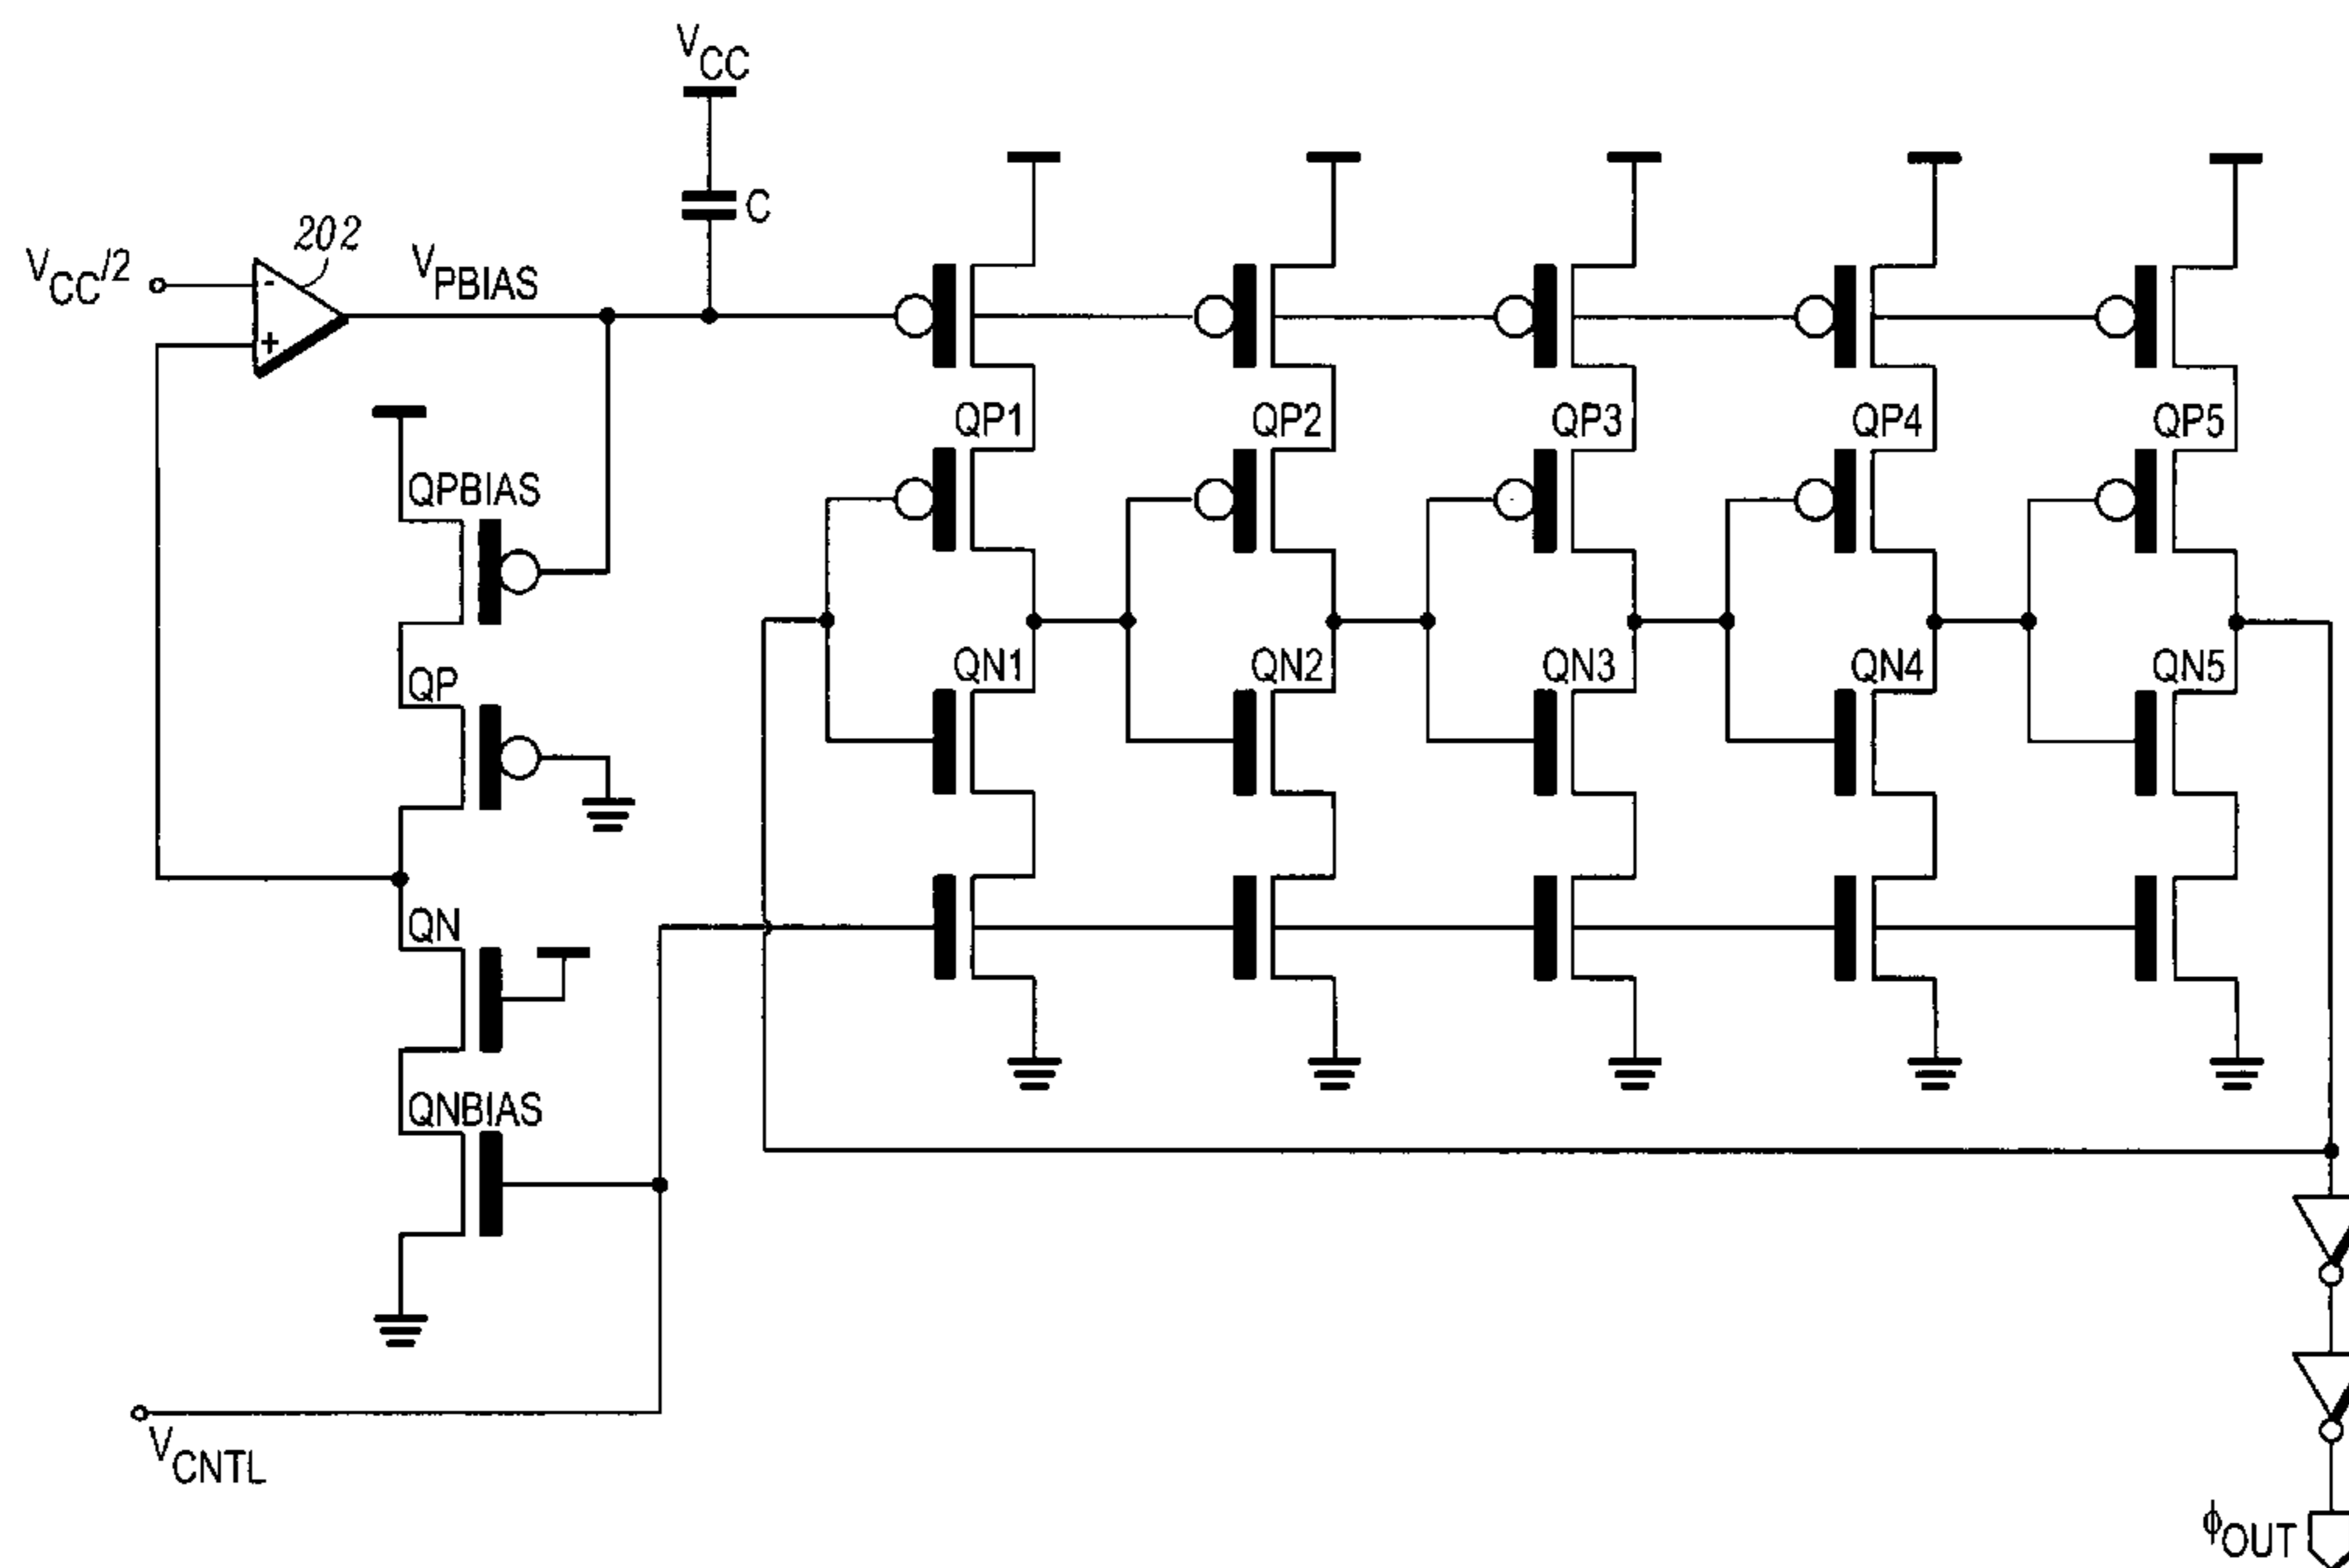 VCC
C
VCC/2
202
VPBIAS
-
+
QP1
QP2
QP3
QP4
QP5
QPBIAS
QP
QN1
QN2
QN3
QN4
QN5
QN
QNBIAS
VCNTL
ϕOUT